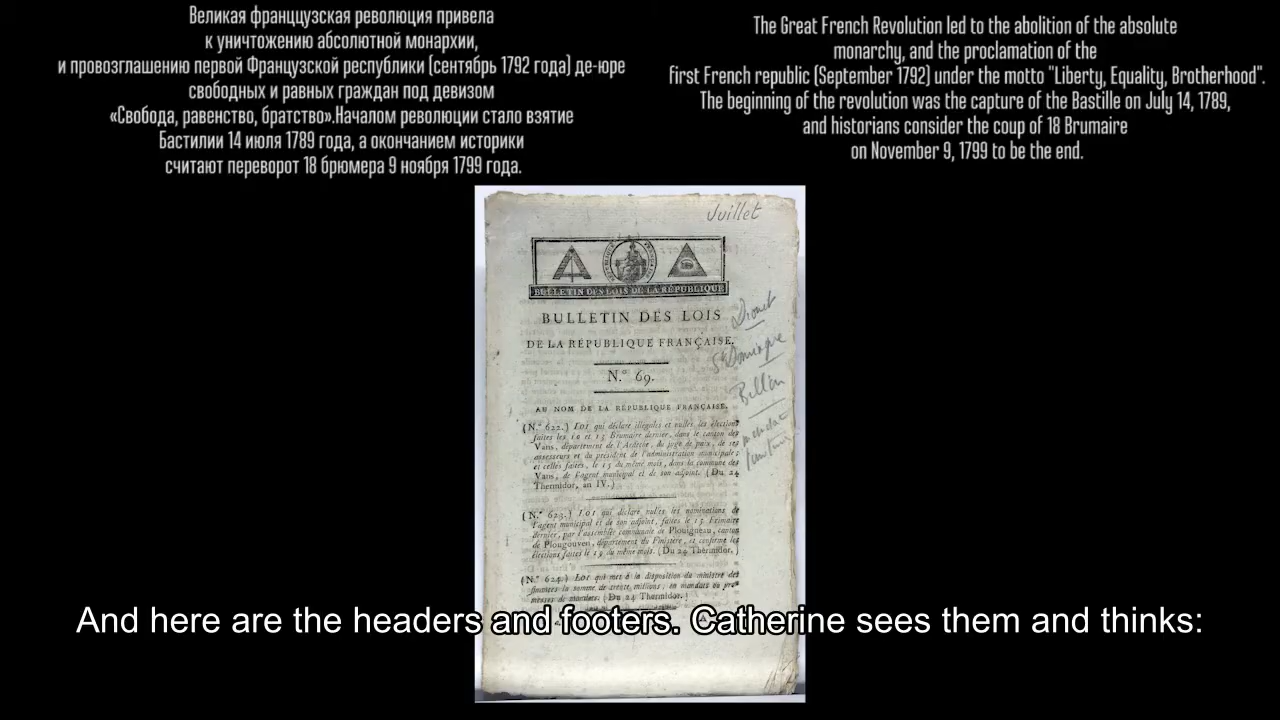 Великая франццузская революция привела
к уничтожению абсолютной монархии,
и провозглашению первой Французской республики (сентябрь 1792 года) де-юре
свободных и равных граждан под девизом
«Свобода, равенство, братство».Началом революции стало взятие
Бастилии 14 июля 1789 года, а окончанием историки
считают переворот 18 брюмера 9 ноября 1799 года.
The Great French Revolution led to the abolition of the absolute
monarchy, and the proclamation of the
first French republic (September 1792) under the motto "Liberty, Equality, Brotherhood".
The beginning of the revolution was the capture of the Bastille on July 14, 1789,
and historians consider the coup of 18 Brumaire
on November 9, 1799 to be the end.
Juillet
BULLETIN DES LOIS DE LA RÉPUBLIQUE
BULLETIN DES LOIS
DE LA RÉPUBLIQUE FRANÇAISE.
N.º 69.
AU NOM DE LA RÉPUBLIQUE FRANÇAISE.
(N.º 622.) LOI qui déclare illégales et nulles les élections
faites les 10 et 15 Brumaire dernier, dans le canton des
Vans, département de l'Ardèche, du juge de paix, de ses
assesseurs et du président de l'administration municipale;
et celles faites, le 15 du même mois, dans la commune des
Vans, de l'agent municipal et de son adjoint. (Du 24
Thermidor, an IV.)
(N.º 623.) LOI qui déclare nulles les nominations de
l'agent municipal et de son adjoint, faites le 15 Brumaire
dernier, par l'assemblée communale de Plouigneau, canton
de Plougouven, département du Finistère, et confirme les
élections faites le 19 du même mois. (Du 24 Thermidor.)
(N.º 624.) LOI qui met à la disposition du ministre des
finances la somme de trente millions, en mandats ou pro-
messes de mandats. (Du 24 Thermidor.)
Drouet
St Domingue
Billon
And here are the headers and footers. Catherine sees them and thinks: